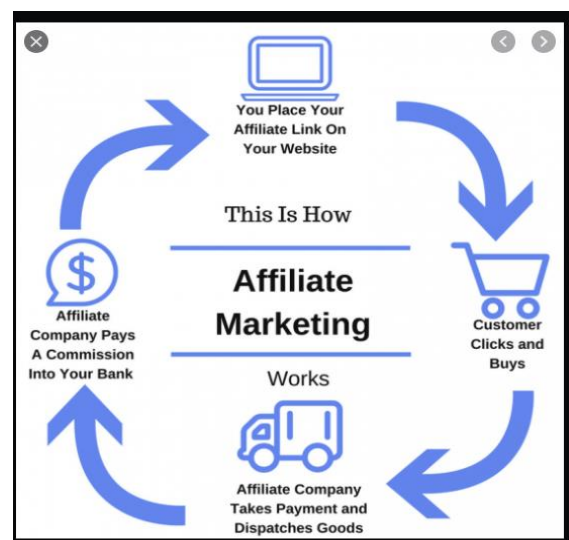 You Place Your
Affiliate Link On
Your Website
This Is How
Affiliate
Marketing
Works
Customer
Clicks and
Buys
Affiliate Company
Takes Payment and
Dispatches Goods
$
Affiliate
Company Pays
A Commission
Into Your Bank